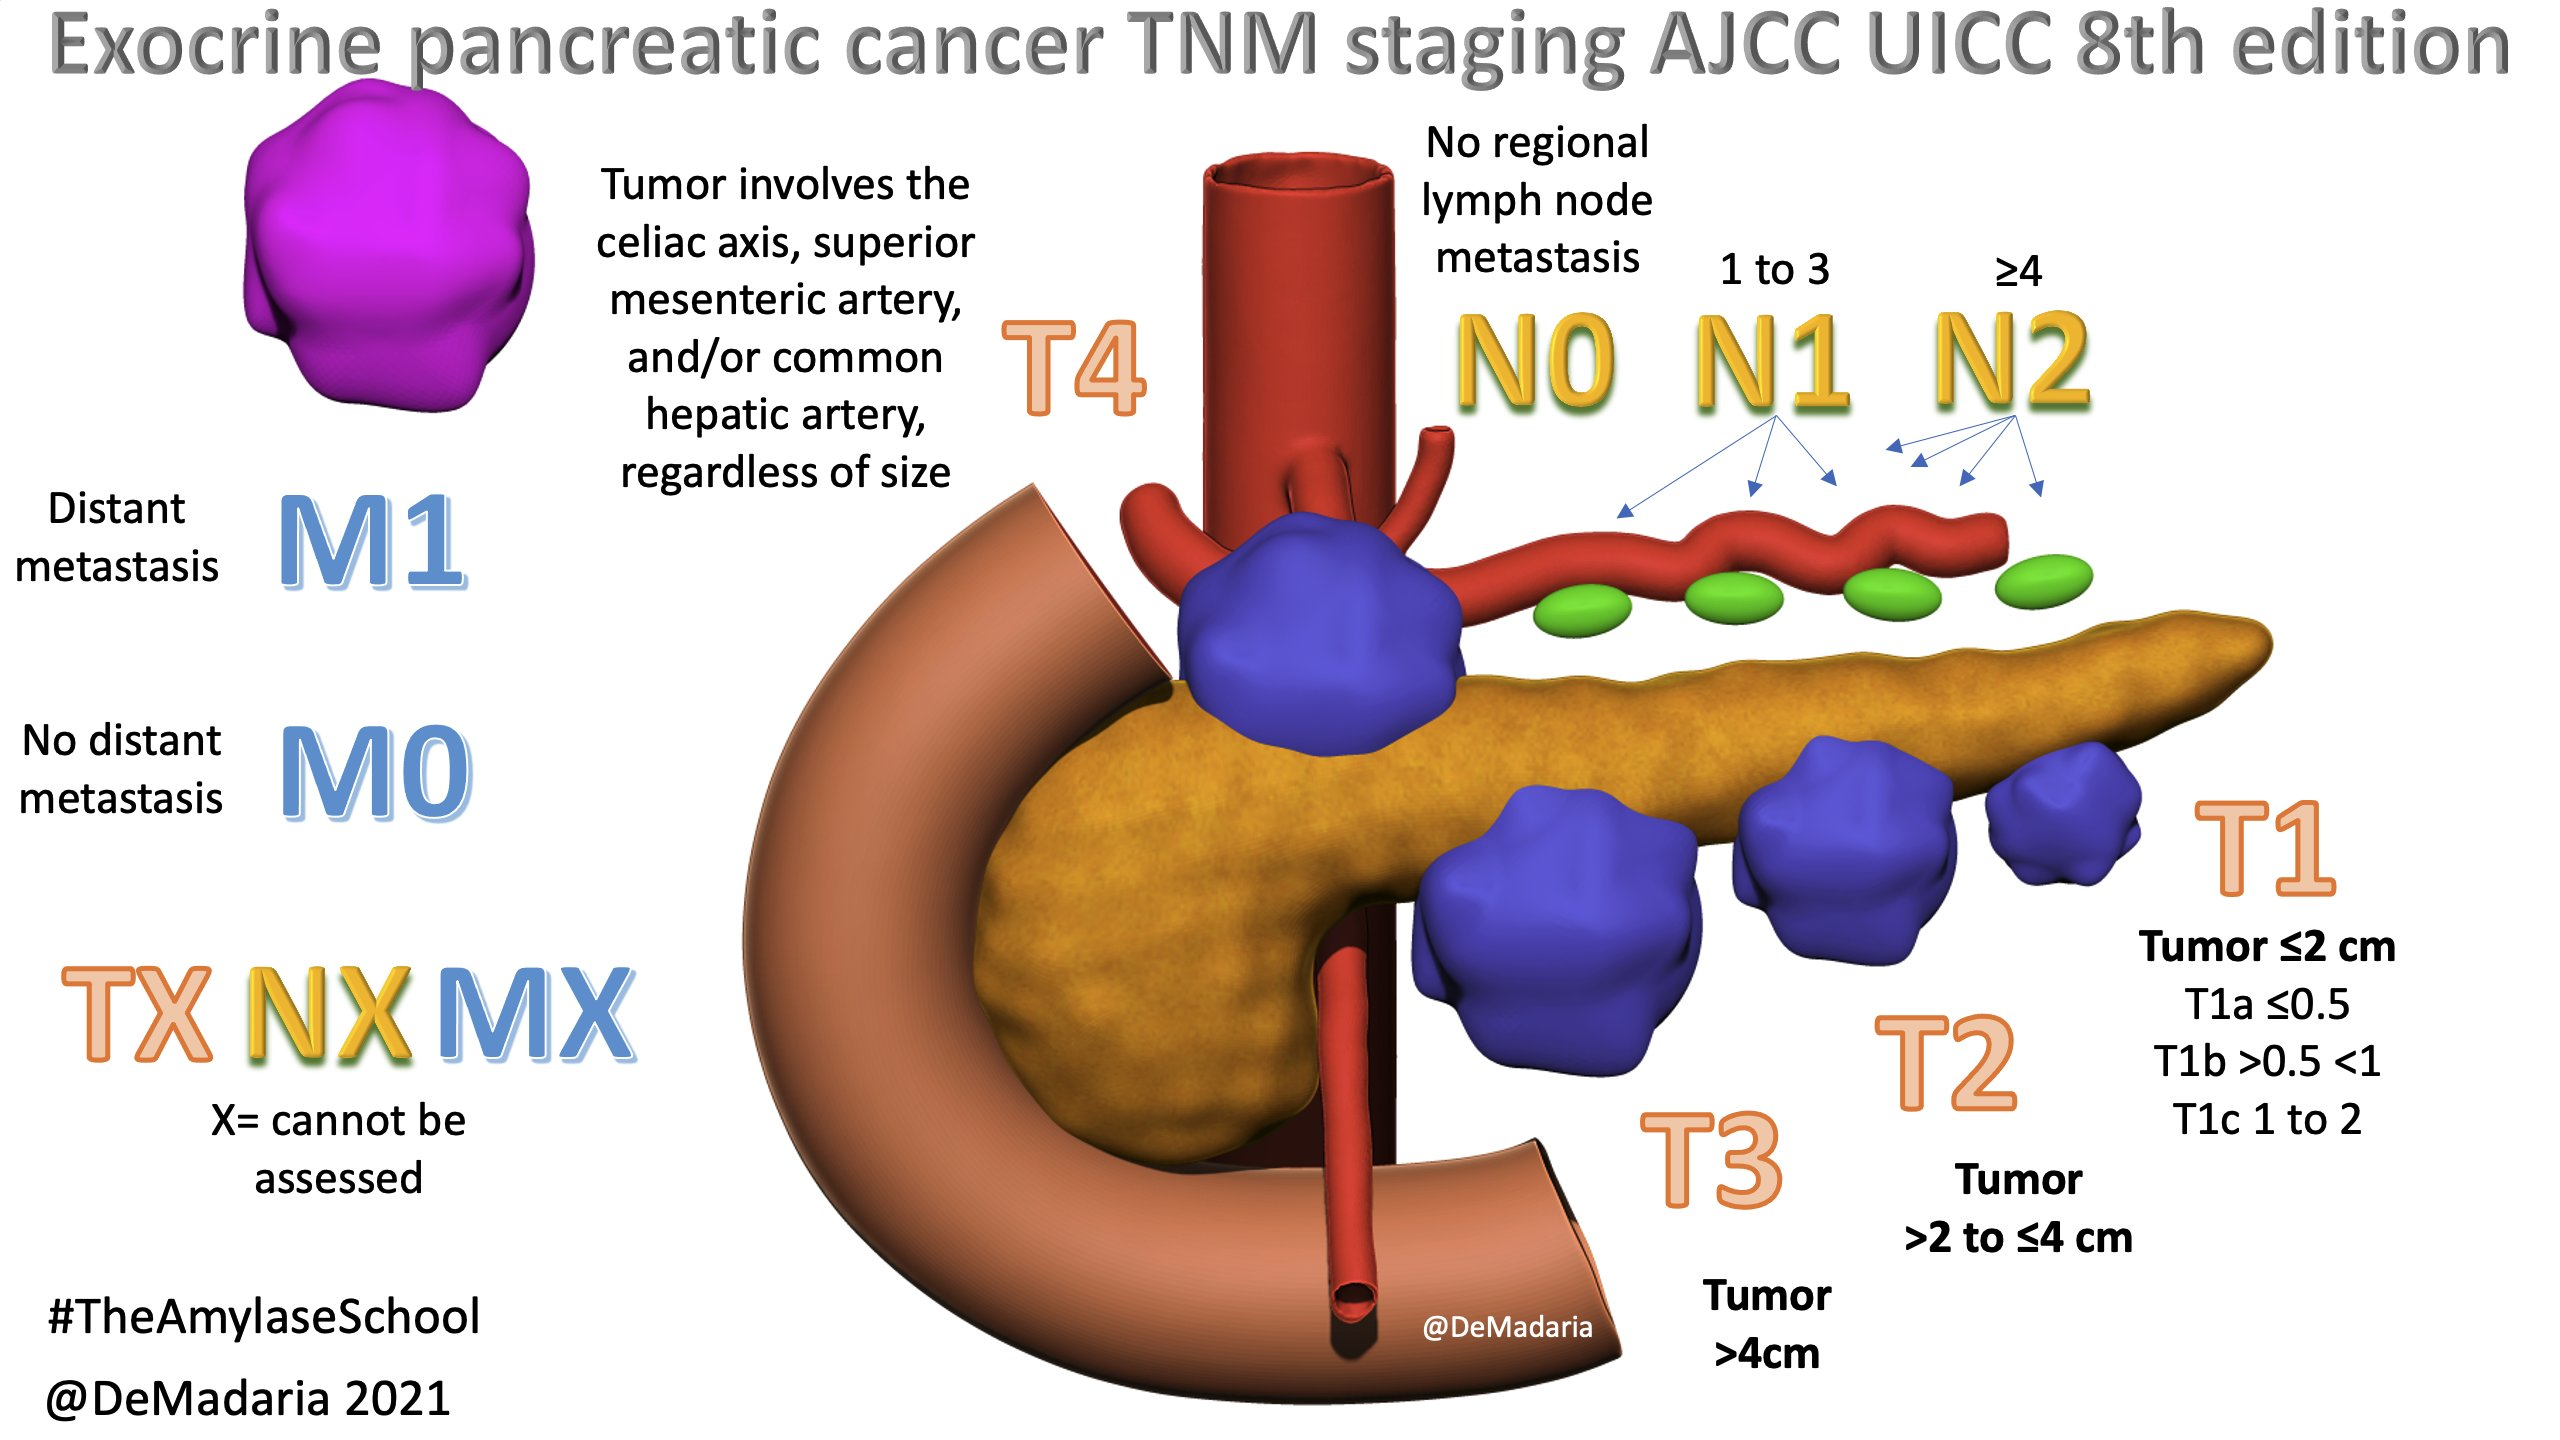 Exocrine pancreatic cancer TNM staging AJCC UICC 8th edition
Tumor involves the
celiac axis, superior
mesenteric artery,
and/or common
hepatic artery,
regardless of size
T4
No regional
lymph node
metastasis
N0
1 to 3
N1
≥4
N2
Distant
metastasis
M1
No distant
metastasis
M0
TX NX MX
X= cannot be
assessed
T1
Tumor ≤2 cm
T1a ≤0.5
T1b >0.5 <1
T1c 1 to 2
T2
Tumor
>2 to ≤4 cm
T3
Tumor
>4cm
@DeMadaria
#TheAmylaseSchool
@DeMadaria 2021